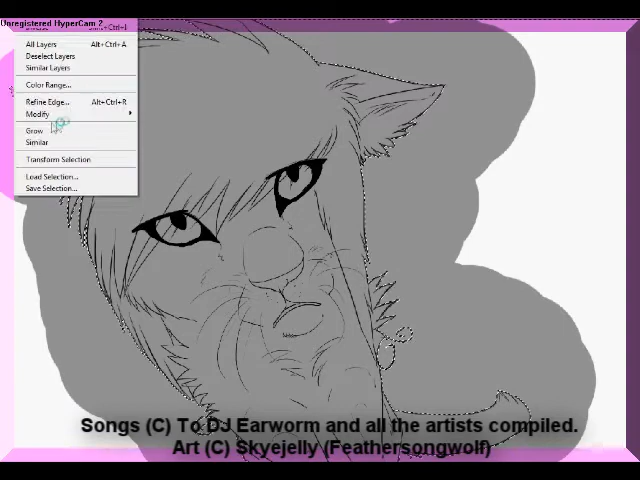 Unregistered HyperCam 2
All Layers Alt+Ctrl+A
Deselect Layers
Similar Layers
Color Range...
Refine Edge... Alt+Ctrl+R
Modify
Grow
Similar
Transform Selection
Load Selection...
Save Selection...
Songs (C) To DJ Earworm and all the artists compiled.
Art (C) Skyejelly (Feathersongwolf)